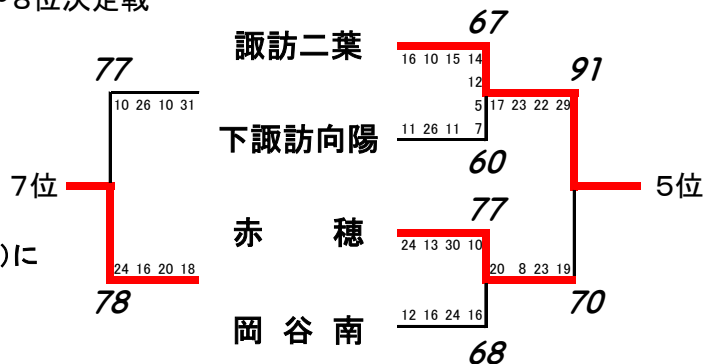 8位決定戦
諏訪二葉
67
16 10 15 14
12
77
91
10 26 10 31
5
17 23 22 29
下諏訪向陽
11 26 11 7
60
7位
5位
77
赤 穂
24 13 30 10
)に
24 16 20 18
20 8 23 19
78
70
岡 谷 南
12 16 24 16
68